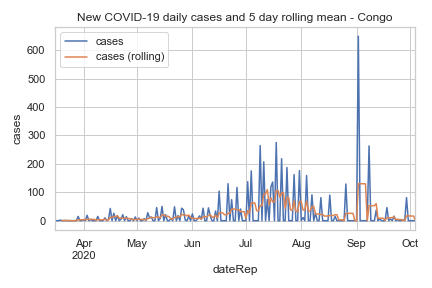 New COVID-19 daily cases and 5 day rolling mean - Congo
cases
cases (rolling)
600
500
400
300
200
100
0
cases
Apr
2020
May
Jun
Jul
Aug
Sep
Oct
dateRep